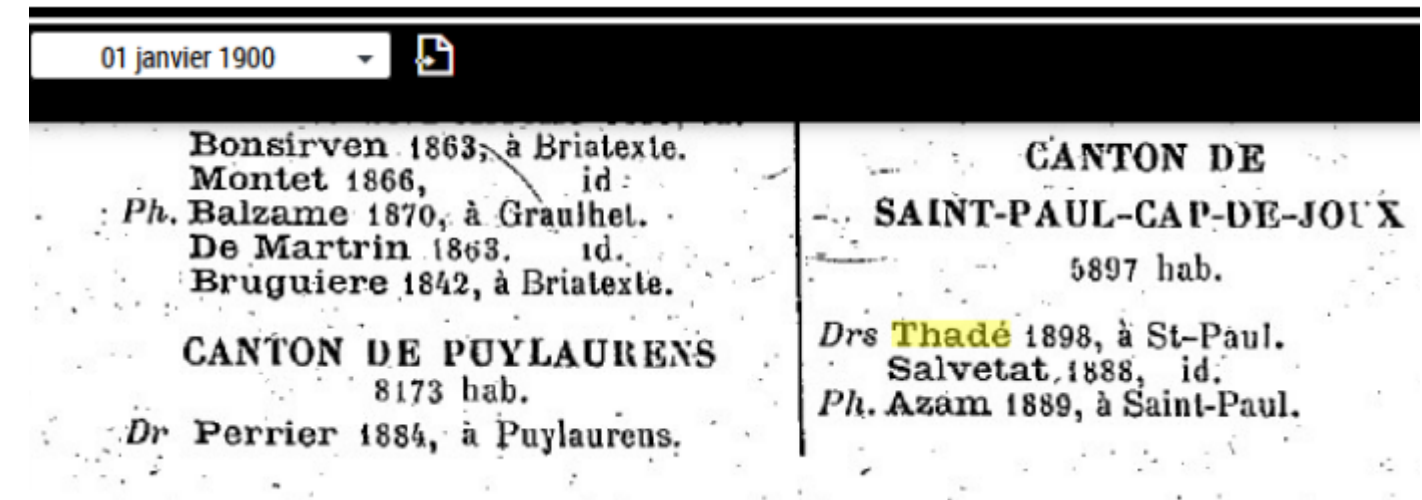 01 janvier 1900
Bonsirven 1863, à Briatexte.
Montet 1866, id
Ph. Balzame 1870, à Graulhet.
De Martrin 1863. id.
Bruguiere 1842, à Briatexte.
CANTON DE PUYLAURENS
8173 hab.
Dr Perrier 1884, à Puylaurens.
CANTON DE
SAINT-PAUL-CAP-DE-JOUX
5897 hab.
Drs Thadé 1898, à St-Paul.
Salvetat, 1888, id.
Ph. Azam 1889, à Saint-Paul.